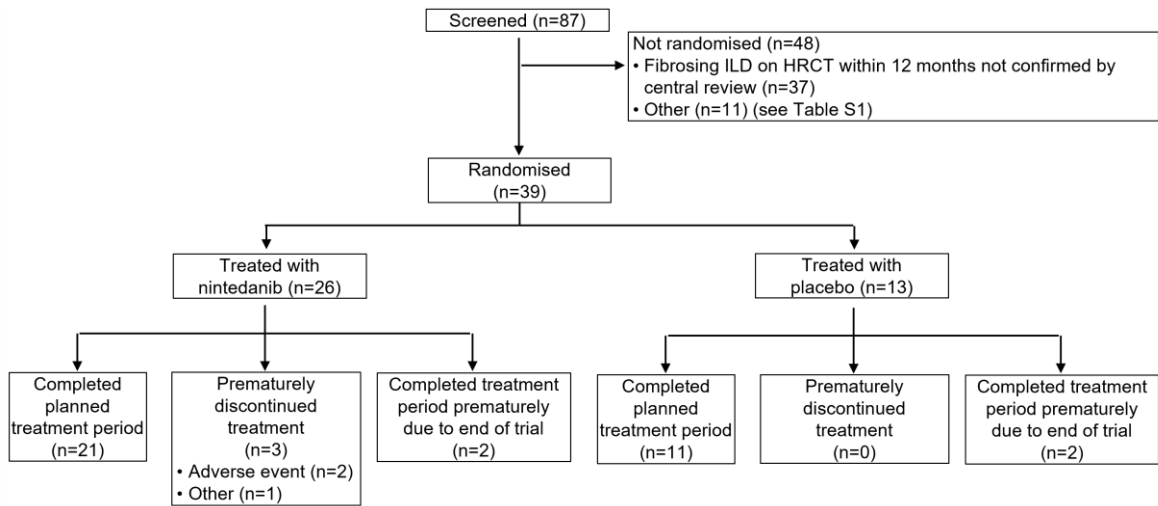 Screened (n=87)
Not randomised (n=48)
• Fibrosing ILD on HRCT within 12 months not confirmed by
central review (n=37)
• Other (n=11) (see Table S1)
Randomised
(n=39)
Treated with
nintedanib (n=26)
Treated with
placebo (n=13)
Completed
planned
treatment period
(n=21)
Prematurely
discontinued
treatment
(n=3)
• Adverse event (n=2)
• Other (n=1)
Completed treatment
period prematurely
due to end of trial
(n=2)
Completed
planned
treatment period
(n=11)
Prematurely
discontinued
treatment
(n=0)
Completed treatment
period prematurely
due to end of trial
(n=2)